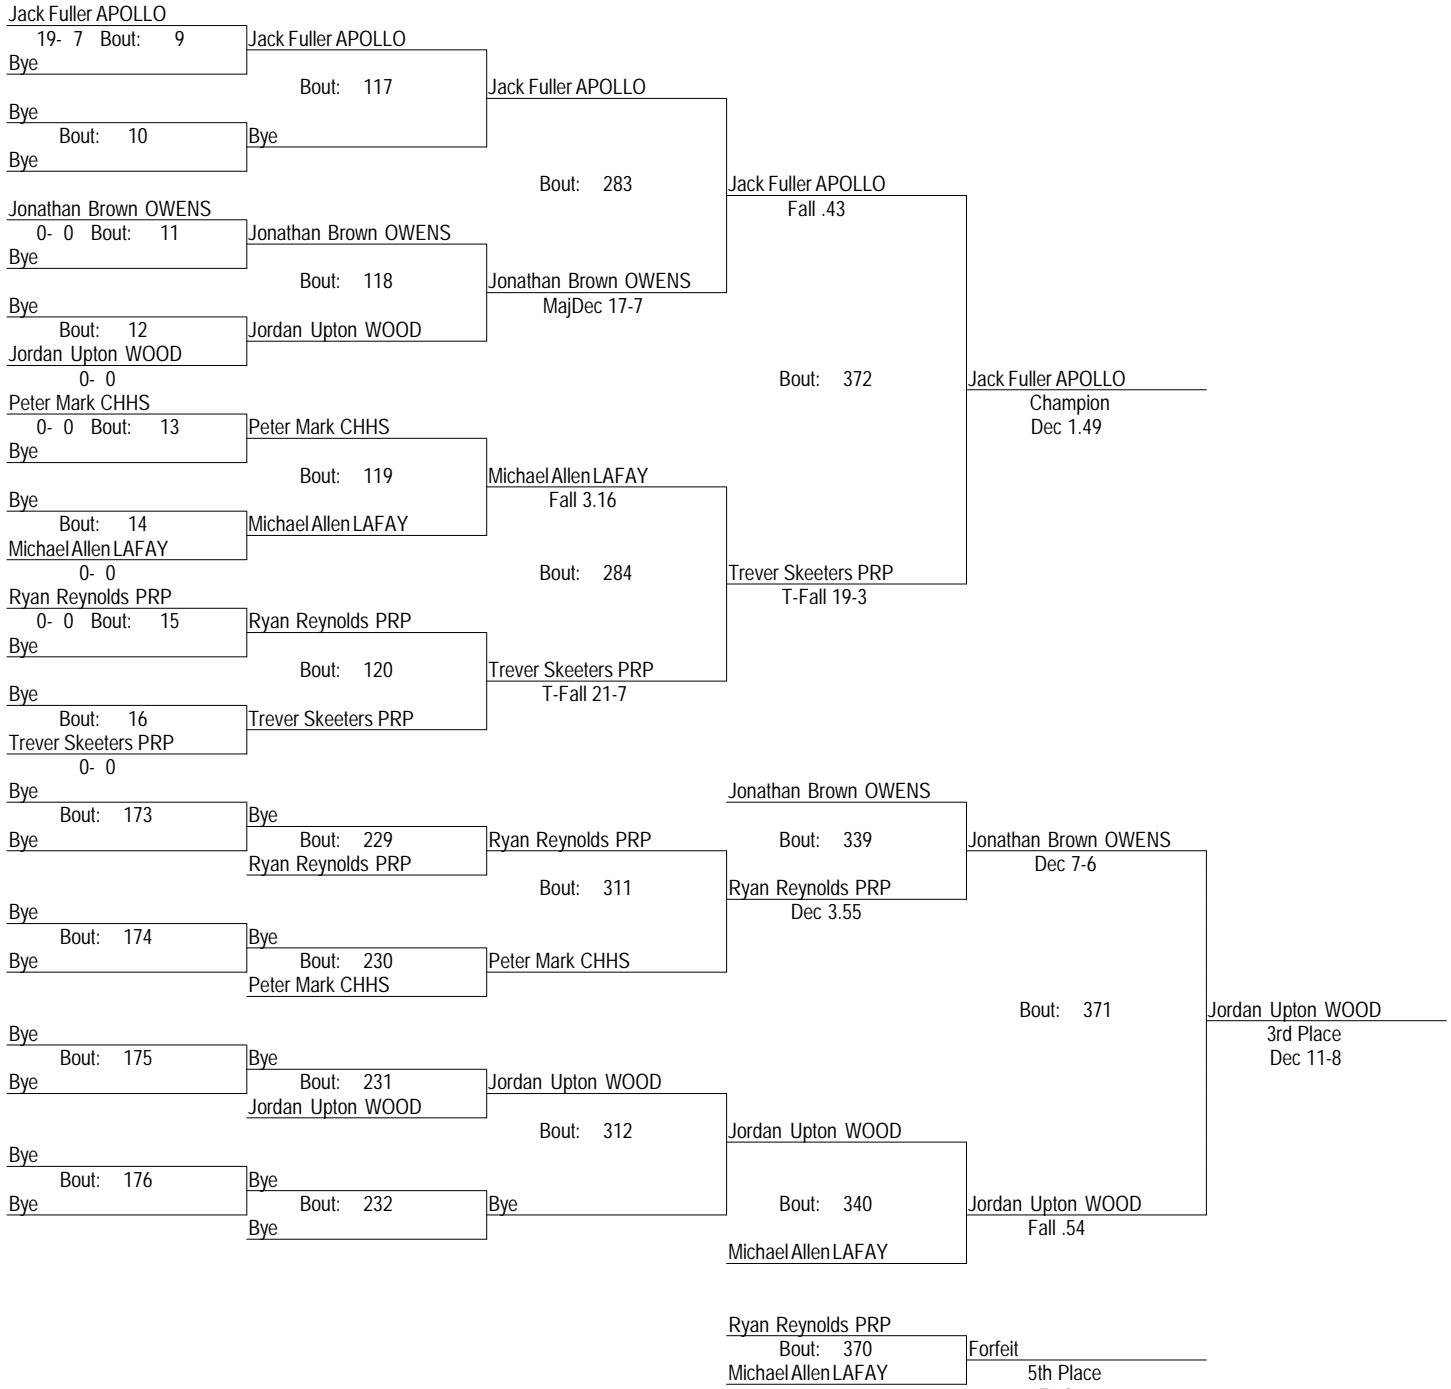 Jack Fuller APOLLO
19- 7 Bout: 9
Jack Fuller APOLLO
Bye
Bout: 117
Jack Fuller APOLLO
Bye
Bout: 10
Bye
Bye
Bout: 283
Jack Fuller APOLLO
Fall .43
Jonathan Brown OWENS
0- 0 Bout: 11
Jonathan Brown OWENS
Bye
Bout: 118
Jonathan Brown OWENS
MajDec 17-7
Bye
Bout: 12
Jordan Upton WOOD
Jordan Upton WOOD
0- 0
Bout: 372
Jack Fuller APOLLO
Champion
Dec 1.49
Peter Mark CHHS
0- 0 Bout: 13
Peter Mark CHHS
Bye
Bout: 119
Michael Allen LAFAY
Fall 3.16
Bye
Bout: 14
Michael Allen LAFAY
Michael Allen LAFAY
0- 0
Bout: 284
Trever Skeeters PRP
T-Fall 19-3
Ryan Reynolds PRP
0- 0 Bout: 15
Ryan Reynolds PRP
Bye
Bout: 120
Trever Skeeters PRP
T-Fall 21-7
Bye
Bout: 16
Trever Skeeters PRP
Trever Skeeters PRP
0- 0
Bye
Bout: 173
Bye
Bye
Bout: 229
Ryan Reynolds PRP
Ryan Reynolds PRP
Jonathan Brown OWENS
Bout: 339
Jonathan Brown OWENS
Dec 7-6
Bout: 311
Ryan Reynolds PRP
Dec 3.55
Bye
Bout: 174
Bye
Bye
Bout: 230
Peter Mark CHHS
Peter Mark CHHS
Bout: 371
Jordan Upton WOOD
3rd Place
Dec 11-8
Bye
Bout: 175
Bye
Bye
Bout: 231
Jordan Upton WOOD
Jordan Upton WOOD
Bout: 312
Jordan Upton WOOD
Bye
Bout: 176
Bye
Bye
Bout: 232
Bye
Bye
Bout: 340
Jordan Upton WOOD
Fall .54
Michael Allen LAFAY
Ryan Reynolds PRP
Bout: 370
Forfeit
Michael Allen LAFAY
5th Place